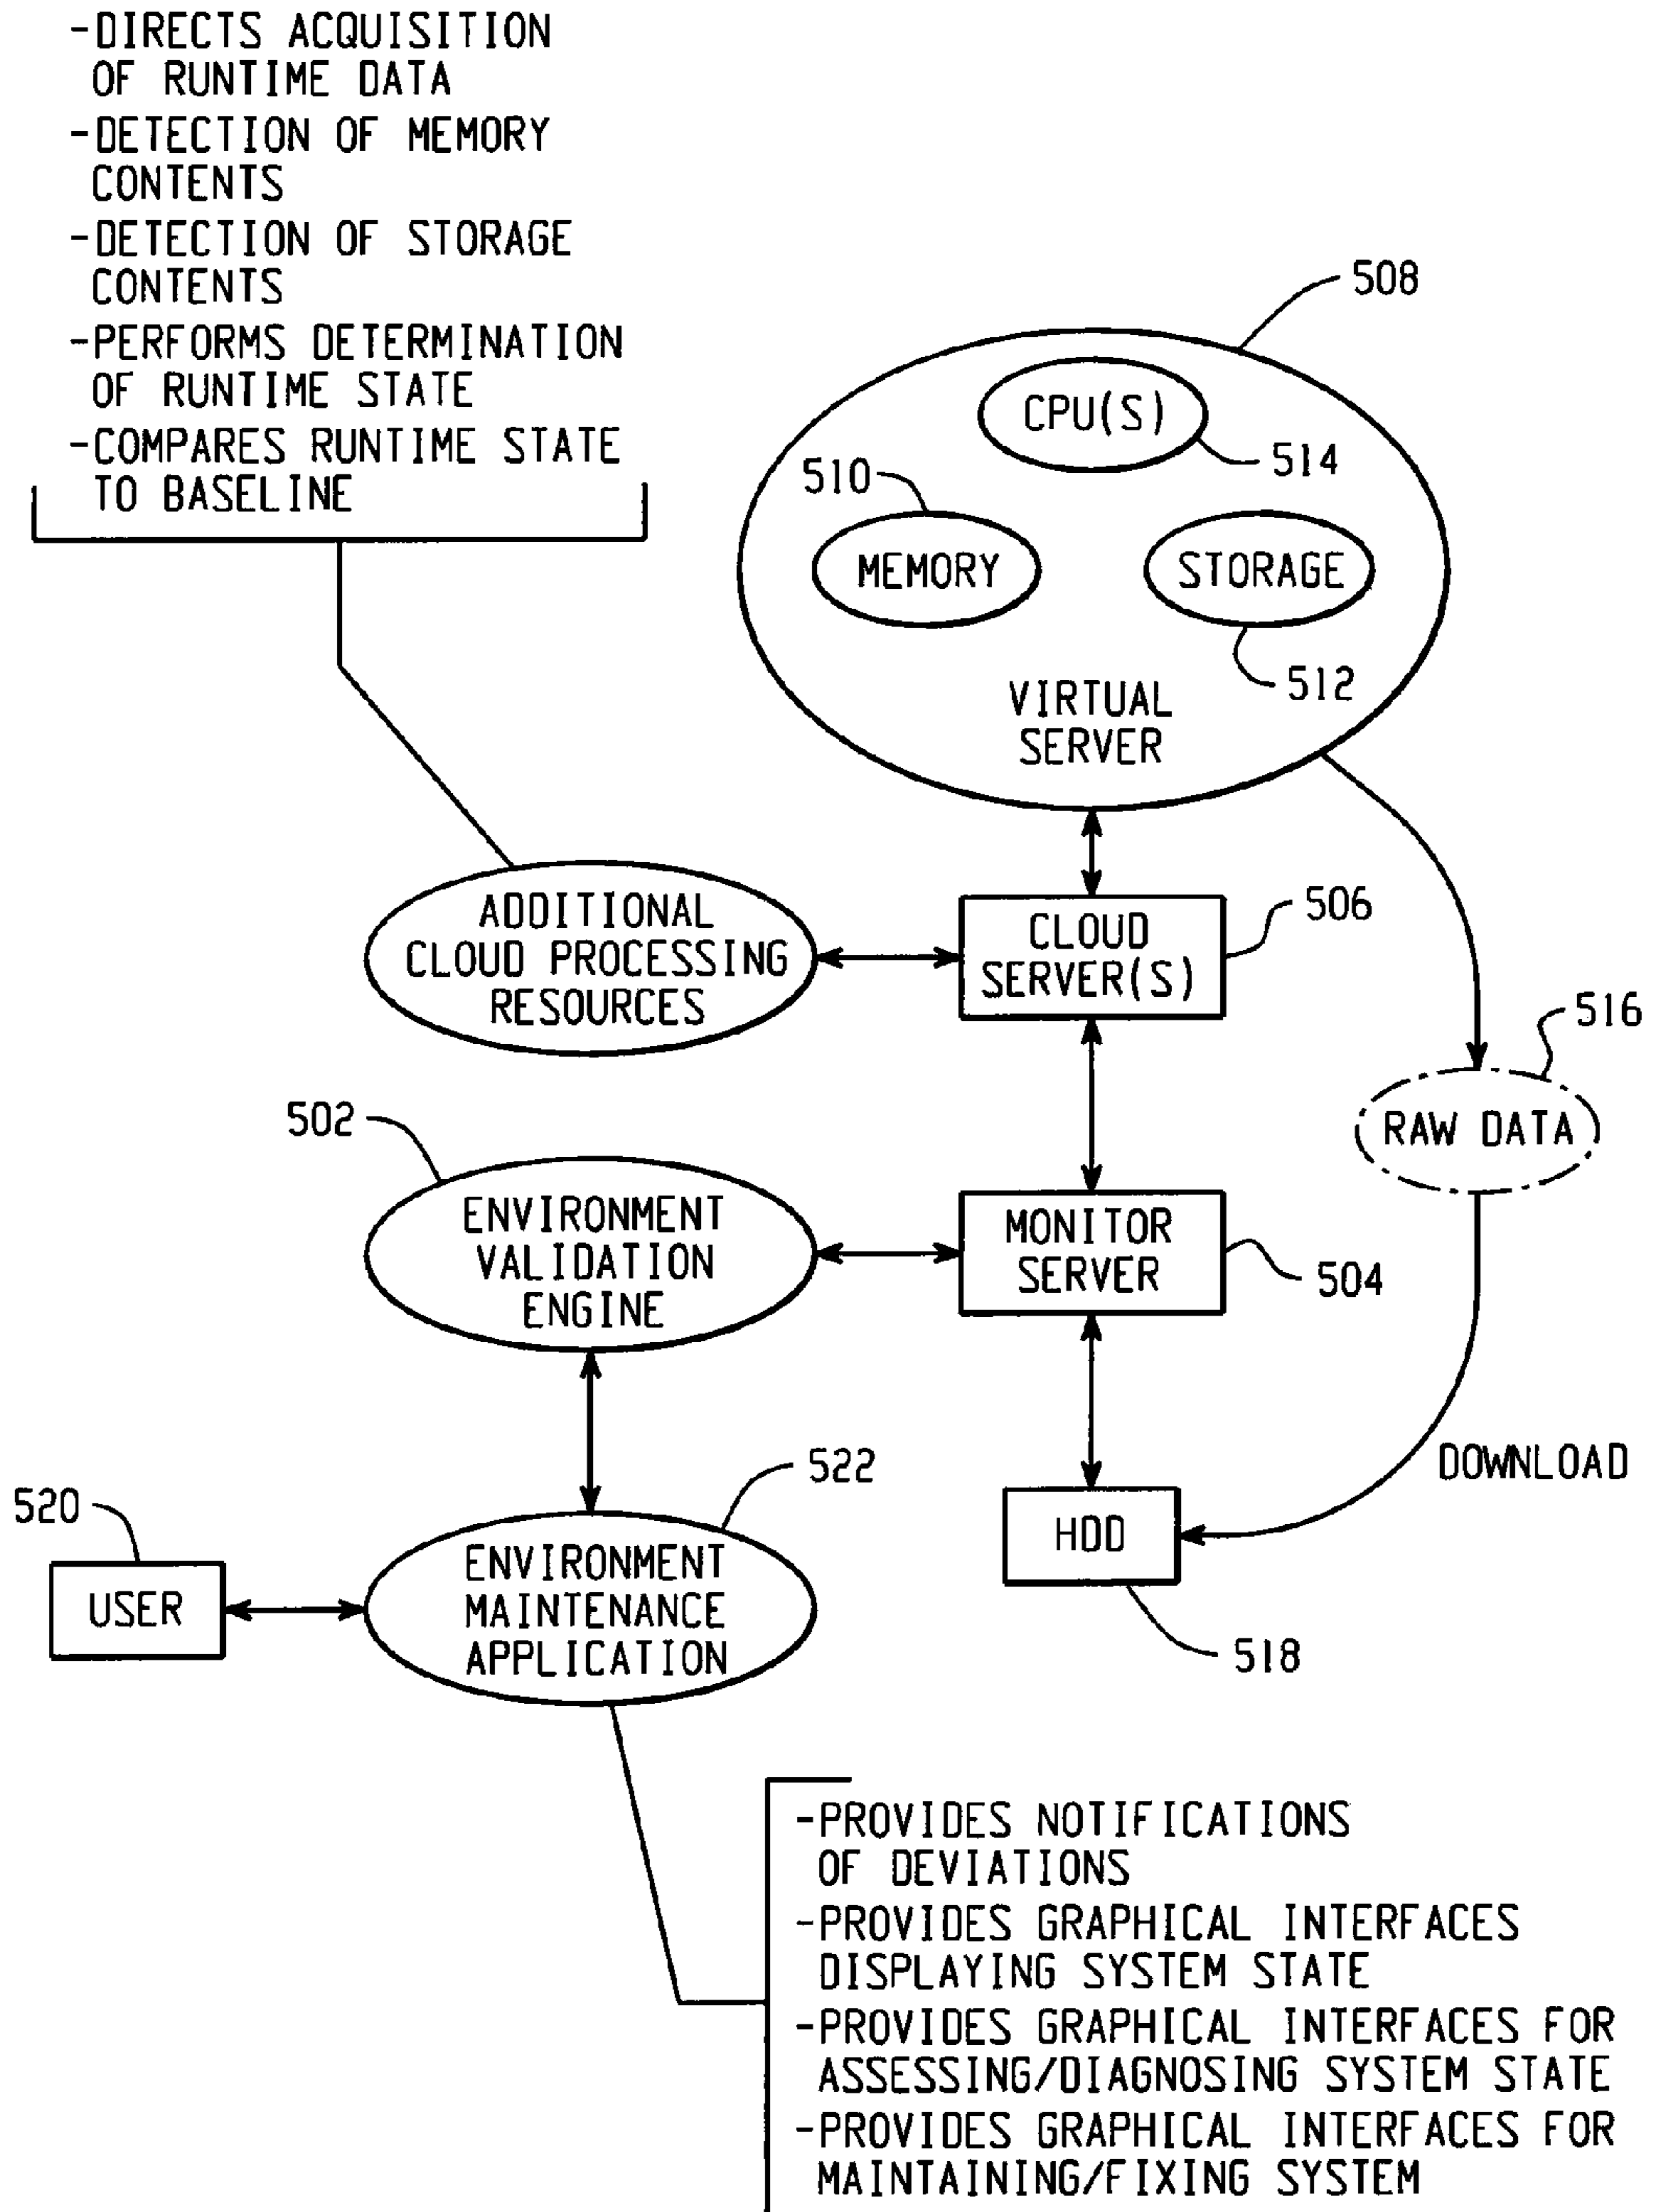 -DIRECTS ACQUISITION
OF RUNTIME DATA
-DETECTION OF MEMORY
CONTENTS
-DETECTION OF STORAGE
CONTENTS
-PERFORMS DETERMINATION
OF RUNTIME STATE
-COMPARES RUNTIME STATE
TO BASELINE
508
CPU(S)
514
510
MEMORY
STORAGE
512
VIRTUAL
SERVER
ADDITIONAL
CLOUD PROCESSING
RESOURCES
CLOUD
SERVER(S)
506
516
RAW DATA
502
ENVIRONMENT
VALIDATION
ENGINE
MONITOR
SERVER
504
DOWNLOAD
522
520
USER
ENVIRONMENT
MAINTENANCE
APPLICATION
HDD
518
-PROVIDES NOTIFICATIONS
OF DEVIATIONS
-PROVIDES GRAPHICAL INTERFACES
DISPLAYING SYSTEM STATE
-PROVIDES GRAPHICAL INTERFACES FOR
ASSESSING/DIAGNOSING SYSTEM STATE
-PROVIDES GRAPHICAL INTERFACES FOR
MAINTAINING/FIXING SYSTEM